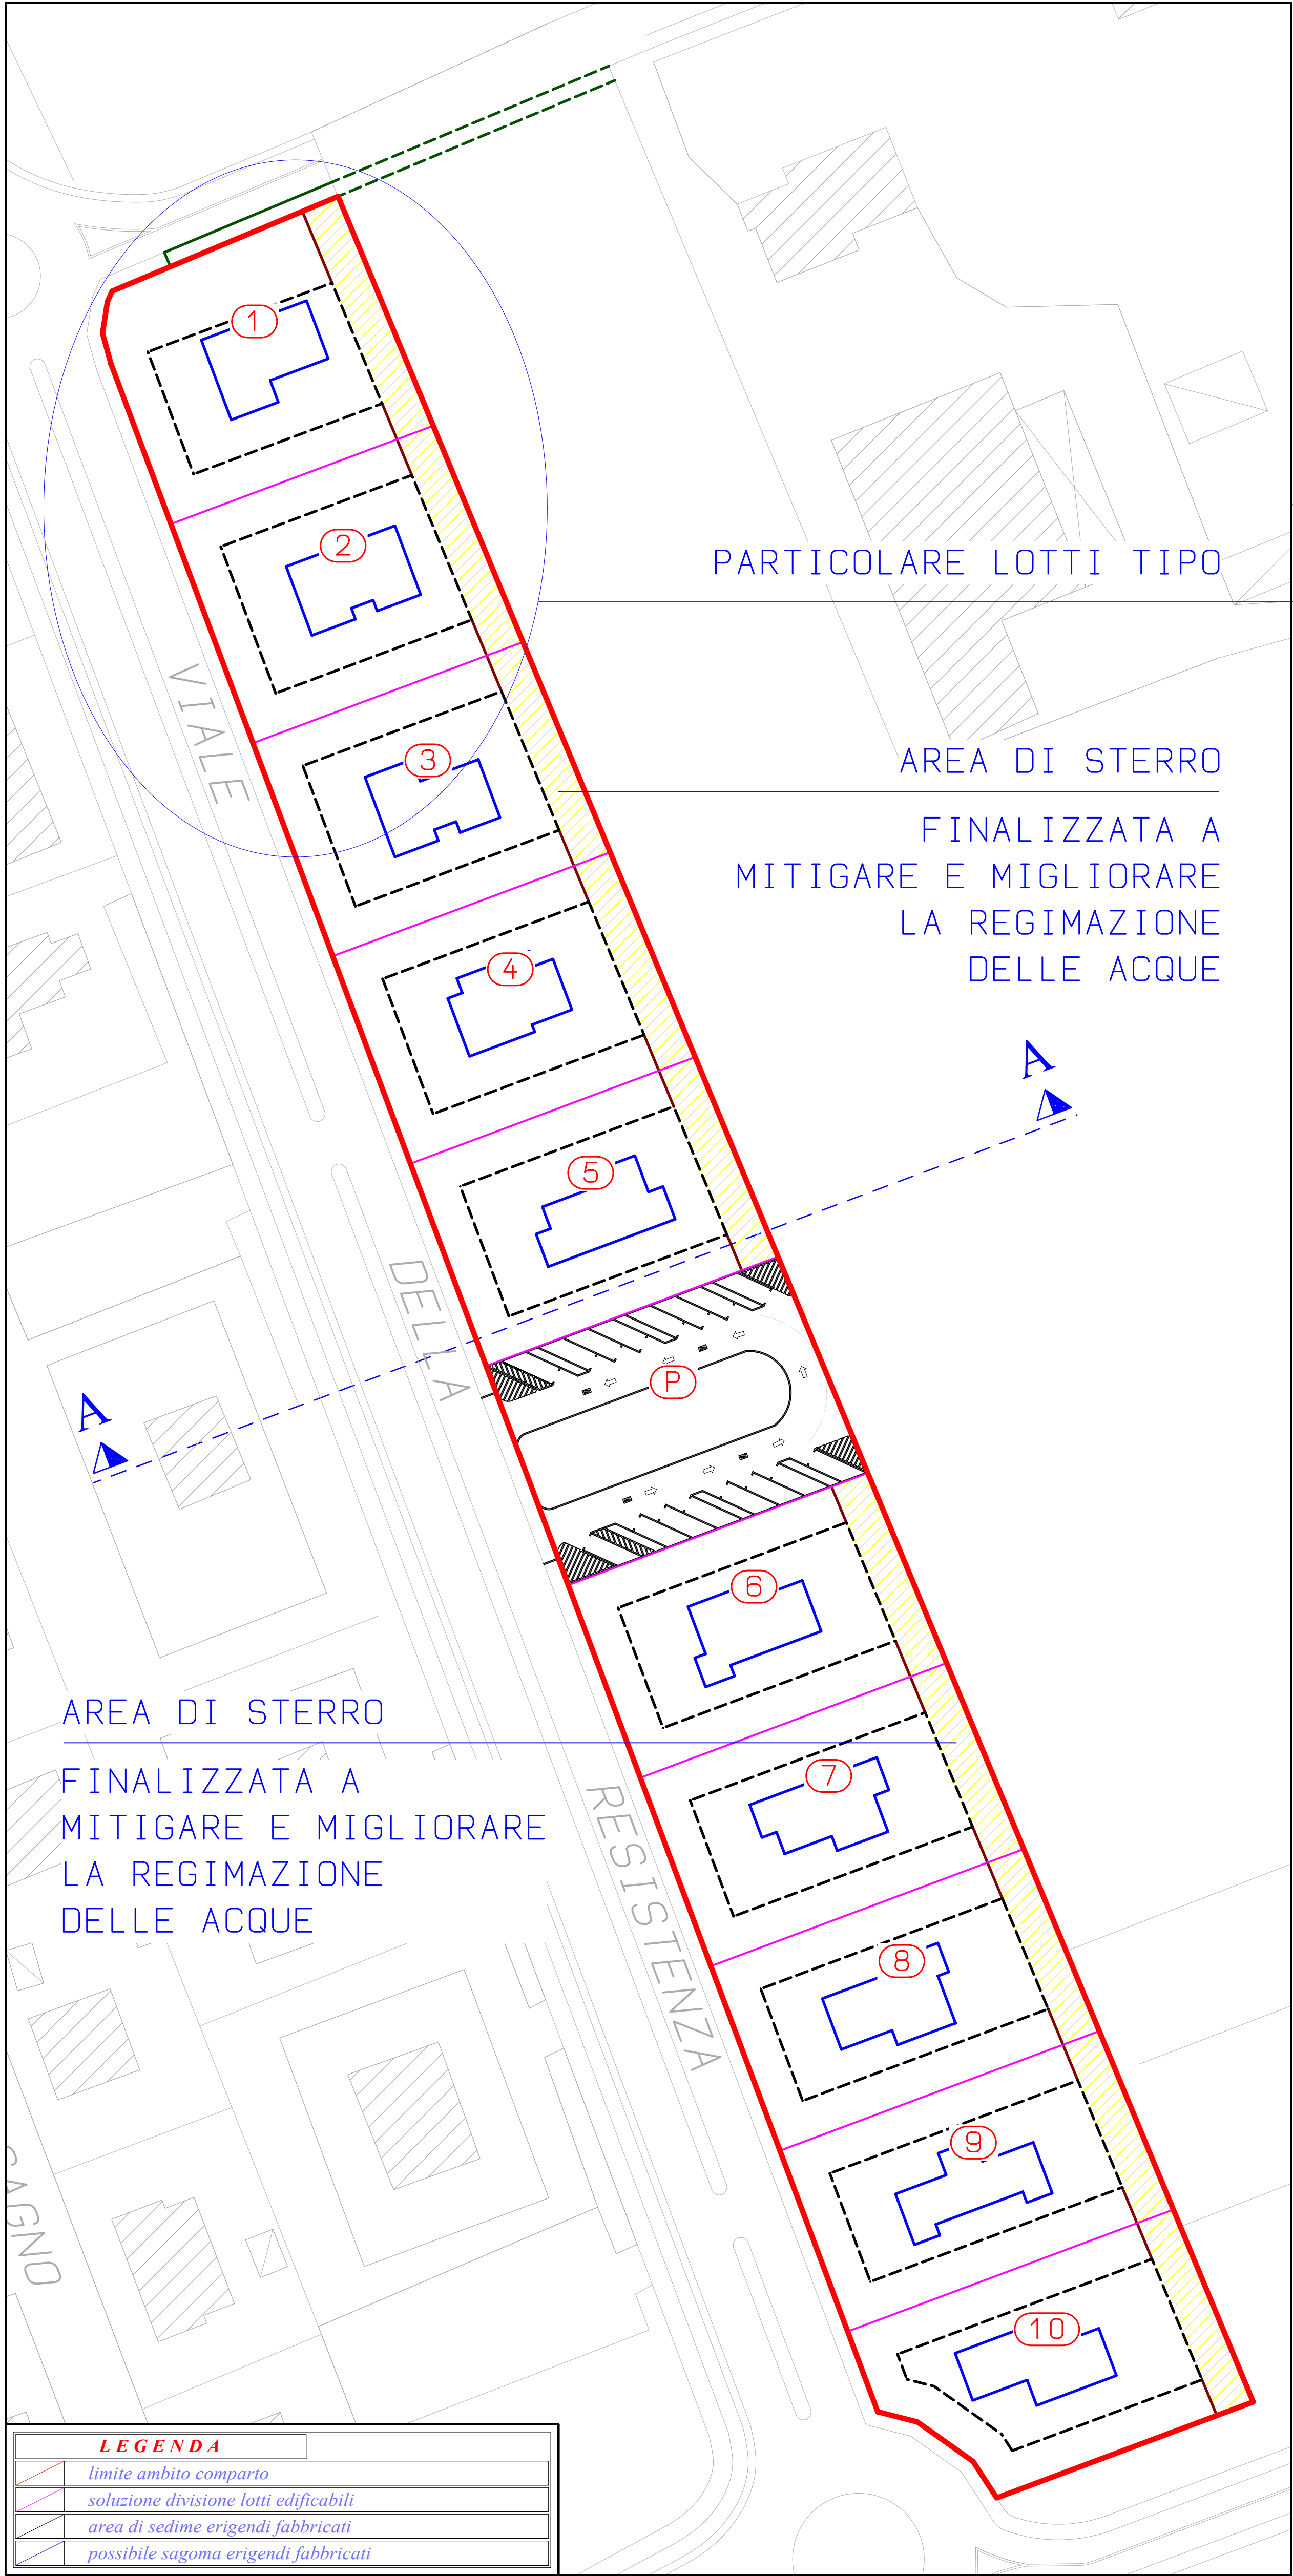 1
2
PARTICOLARE LOTTI TIPO
VIALE
3
AREA DI STERRO
FINALIZZATA A
MITIGARE E MIGLIORARE
LA REGIMAZIONE
DELLE ACQUE
4
A
5
DELLA
P
A
6
AREA DI STERRO
FINALIZZATA A
MITIGARE E MIGLIORARE
LA REGIMAZIONE
DELLE ACQUE
7
RESISTENZA
8
9
AGNO
10
LEGENDA
limite ambito comparto
soluzione divisione lotti edificabili
area di sedime erigendi fabbricati
possibile sagoma erigendi fabbricati